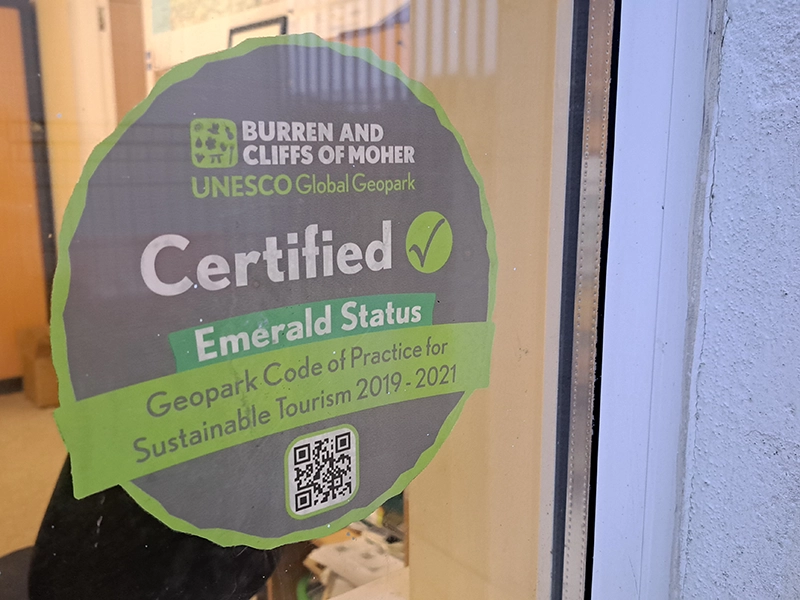 BURREN AND
CLIFFS OF MOHER
UNESCO Global Geopark
Certified
Emerald Status
Geopark Code of Practice for
Sustainable Tourism 2019 - 2021